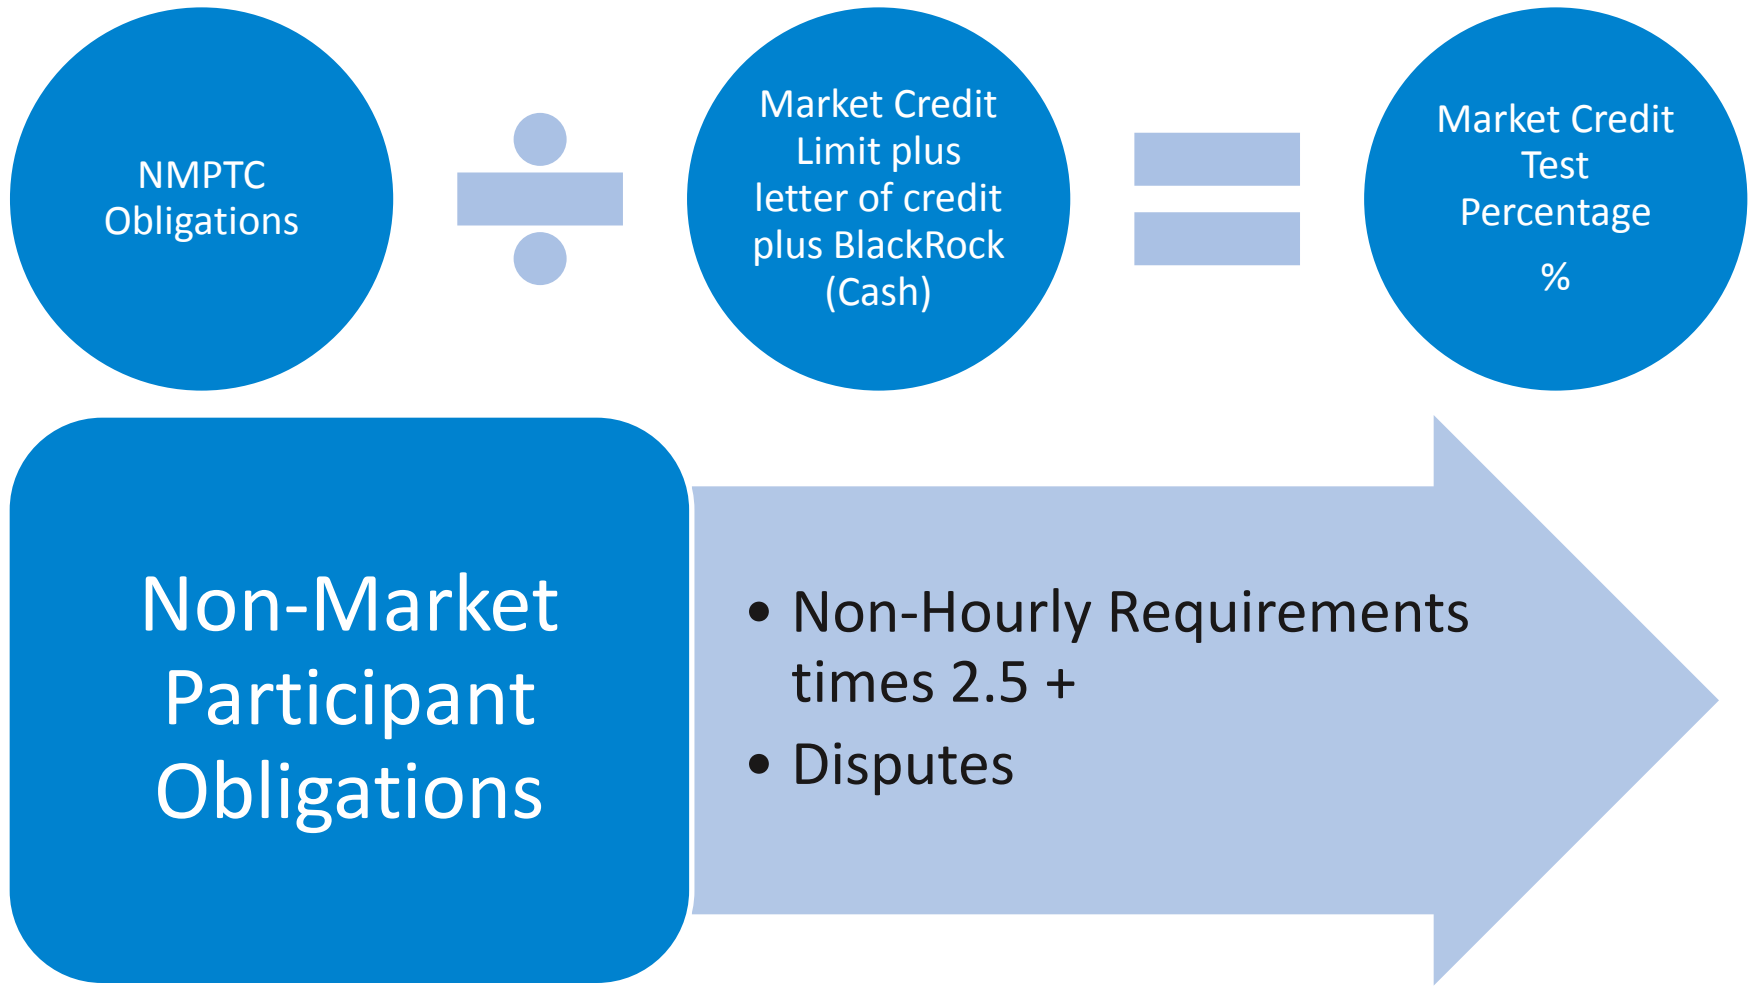 NMPTC
Obligations
Market Credit
Limit plus
letter of credit
plus BlackRock
(Cash)
Market Credit
Test
Percentage
%
Non-Market
Participant
Obligations
• Non-Hourly Requirements
times 2.5 +
• Disputes